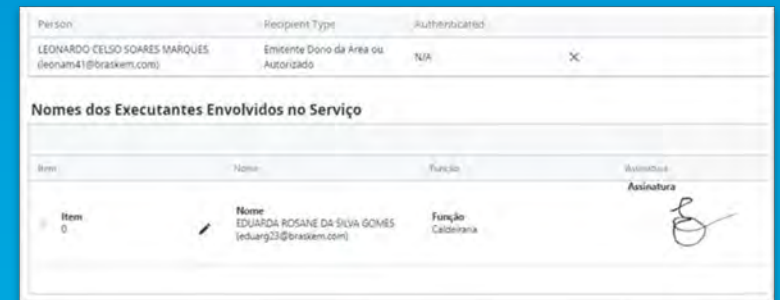 Person Recipient Type Authenticated
LEONARDO CELSO SOARES MARQUES Emitente Dono da Área ou N/A
(leonam41@braskem.com) Autorizado
Nomes dos Executantes Envolvidos no Serviço
Item Nome Função Assinatura
Assinatura
Item Nome Função
0 EDUARDA ROSANE DA SILVA GOMES Caldeiraria
(eduarg23@braskem.com)